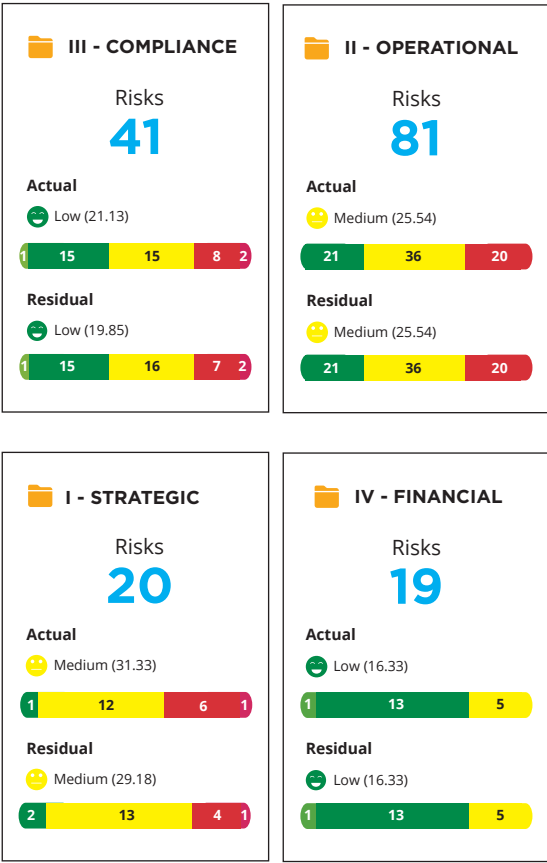 III - COMPLIANCE
Risks
41
Actual
Low (21.13)
1 15 15 8 2
Residual
Low (19.85)
1 15 16 7 2
II - OPERATIONAL
Risks
81
Actual
Medium (25.54)
21 36 20
Residual
Medium (25.54)
21 36 20
I - STRATEGIC
Risks
20
Actual
Medium (31.33)
1 12 6 1
Residual
Medium (29.18)
2 13 4 1
IV - FINANCIAL
Risks
19
Actual
Low (16.33)
1 13 5
Residual
Low (16.33)
1 13 5